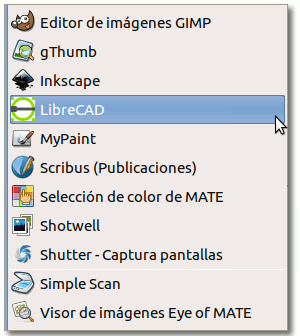 Editor de imágenes GIMP
gThumb
Inkscape
LibreCAD
MyPaint
Scribus (Publicaciones)
Selección de color de MATE
Shotwell
Shutter - Captura pantallas
Simple Scan
Visor de imágenes Eye of MATE